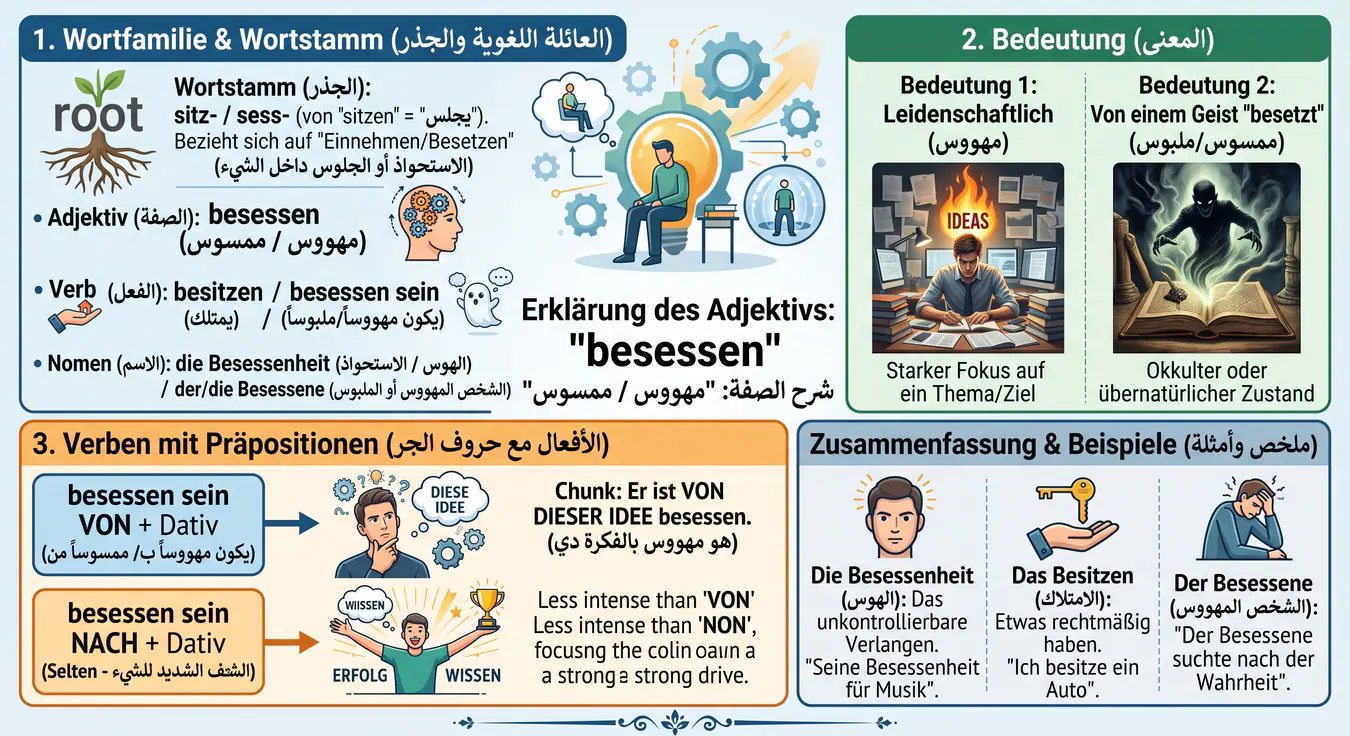 1. Wortfamilie & Wortstamm (العائلة اللغوية والجذر)
root
Wortstamm (الجذر):
sitz- / sess- (von "sitzen" = "يجلس").
Bezieht sich auf "Einnehmen/Besetzen"
(الاستحواذ أو الجلوس داخل الشيء)
• Adjektiv (الصفة): besessen
(مهووس / ممسوس)
• Verb (الفعل): besitzen / besessen sein
(يمتلك) / (يكون مهووساً/ملبوساً)
• Nomen (الاسم): die Besessenheit (الهوس / الاستحواذ)
/ der/die Besessene (الشخص المهووس أو الملبوس)
Erklärung des Adjektivs:
"besessen"
شرح الصفة: "مهووس / ممسوس"
2. Bedeutung (المعنى)
Bedeutung 1:
Leidenschaftlich
(مهووس)
IDEAS
Starker Fokus auf
ein Thema/Ziel
Bedeutung 2:
Von einem Geist "besetzt"
(ممسوس/ملبوس)
Okkulter oder
übernatürlicher Zustand
3. Verben mit Präpositionen (الأفعال مع حروف الجر)
besessen sein
VON + Dativ
(يكون مهووساً ب/ ممسوساً من)
DIESE
IDEE
Chunk: Er ist VON
DIESER IDEE besessen.
(هو مهووس بالفكرة دي)
besessen sein
NACH + Dativ
(Selten - الشغف الشديد للشيء)
WIISSEN
ERFOLG
WISSEN
Less intense than 'VON'
Less intense than 'NON',
focusng the colin a
a strong strong drive.
Zusammenfassung & Beispiele (ملخص وأمثلة)
Die Besessenheit
(الهوس): Das
unkontrollierbare
Verlangen.
"Seine Besessenheit
für Musik".
Das Besitzen
(الامتلاك):
Etwas rechtmäßig
haben.
"Ich besitze ein
Auto".
Der Besessene
(الشخص المهووس):
"Der Besessene
suchte nach der
Wahrheit".